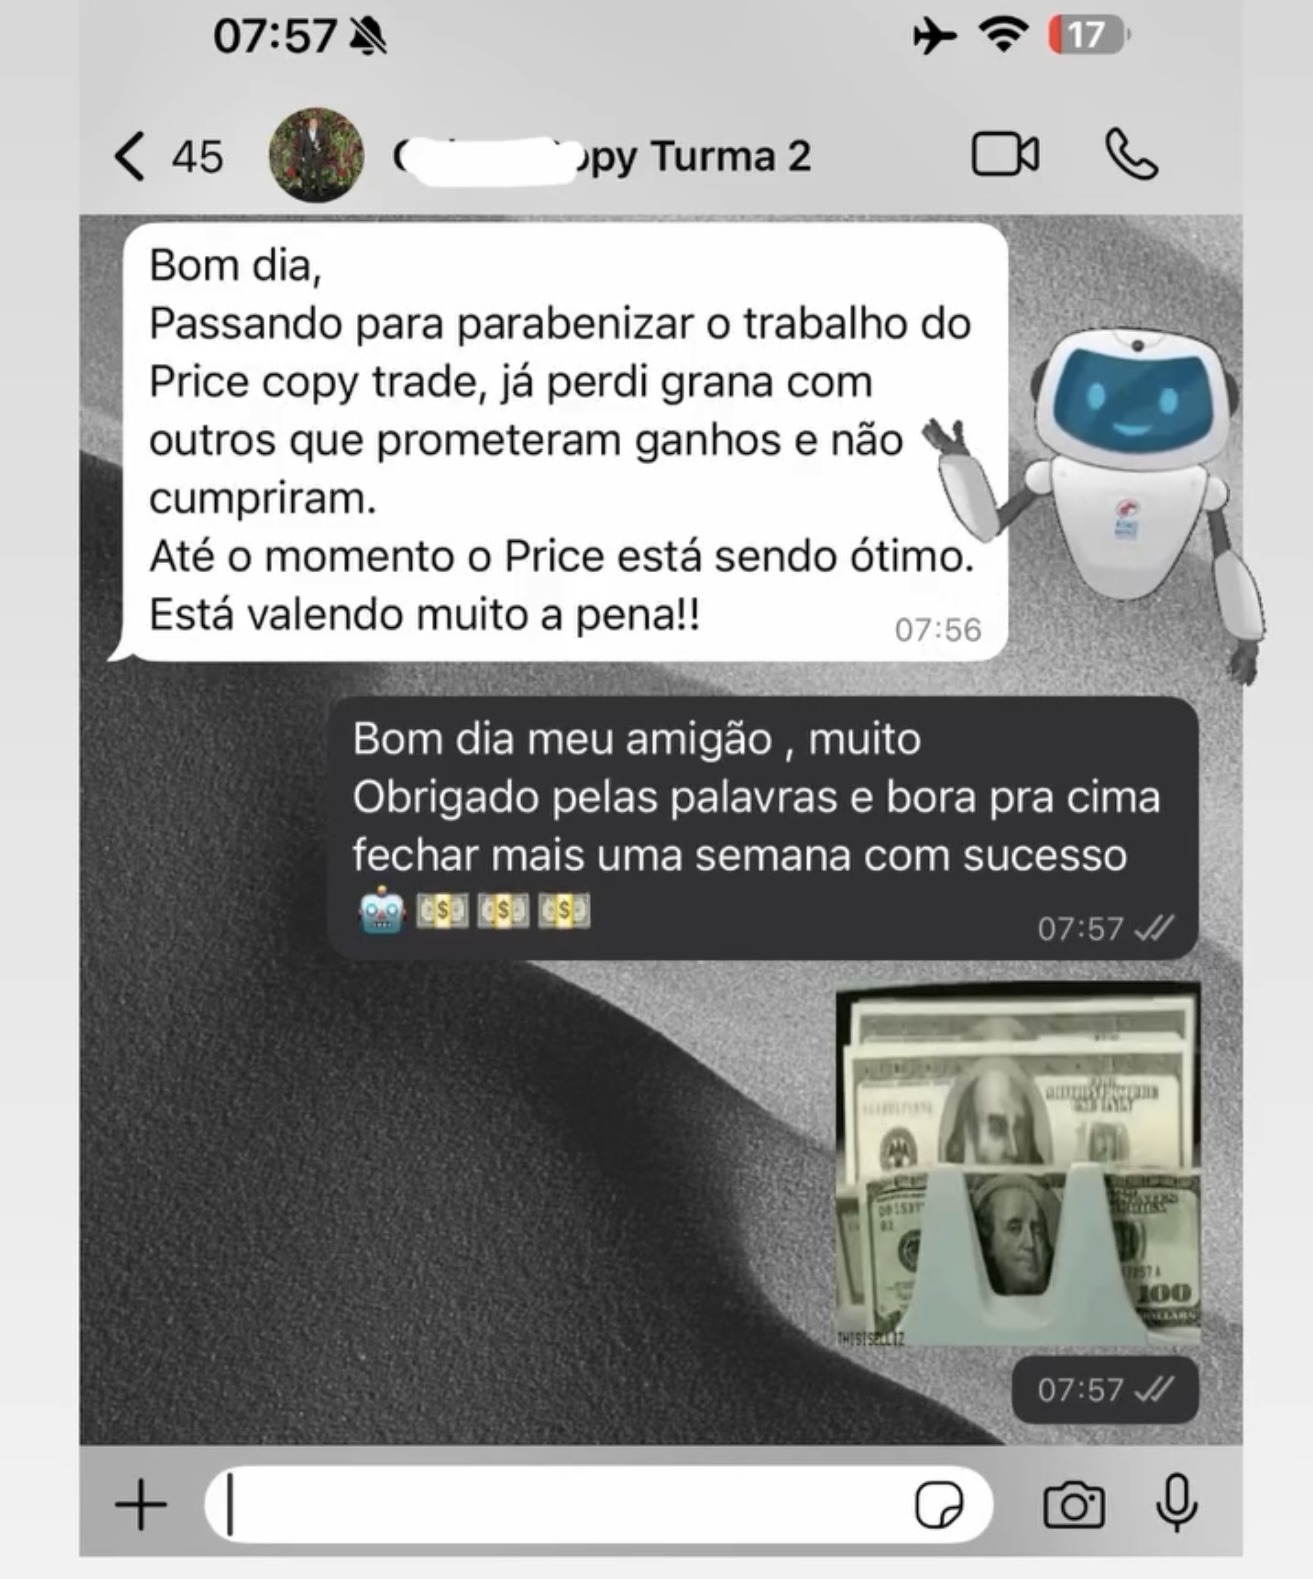 07:57
17
45
opy Turma 2
Bom dia,
Passando para parabenizar o trabalho do
Price copy trade, já perdi grana com
outros que prometeram ganhos e não
cumpriram.
Até o momento o Price está sendo ótimo.
Está valendo muito a pena!!
07:56
Bom dia meu amigão , muito
Obrigado pelas palavras e bora pra cima
fechar mais uma semana com sucesso
🤖💵💵💵
07:57
100
DOLLARS
THISISELLIZ
07:57